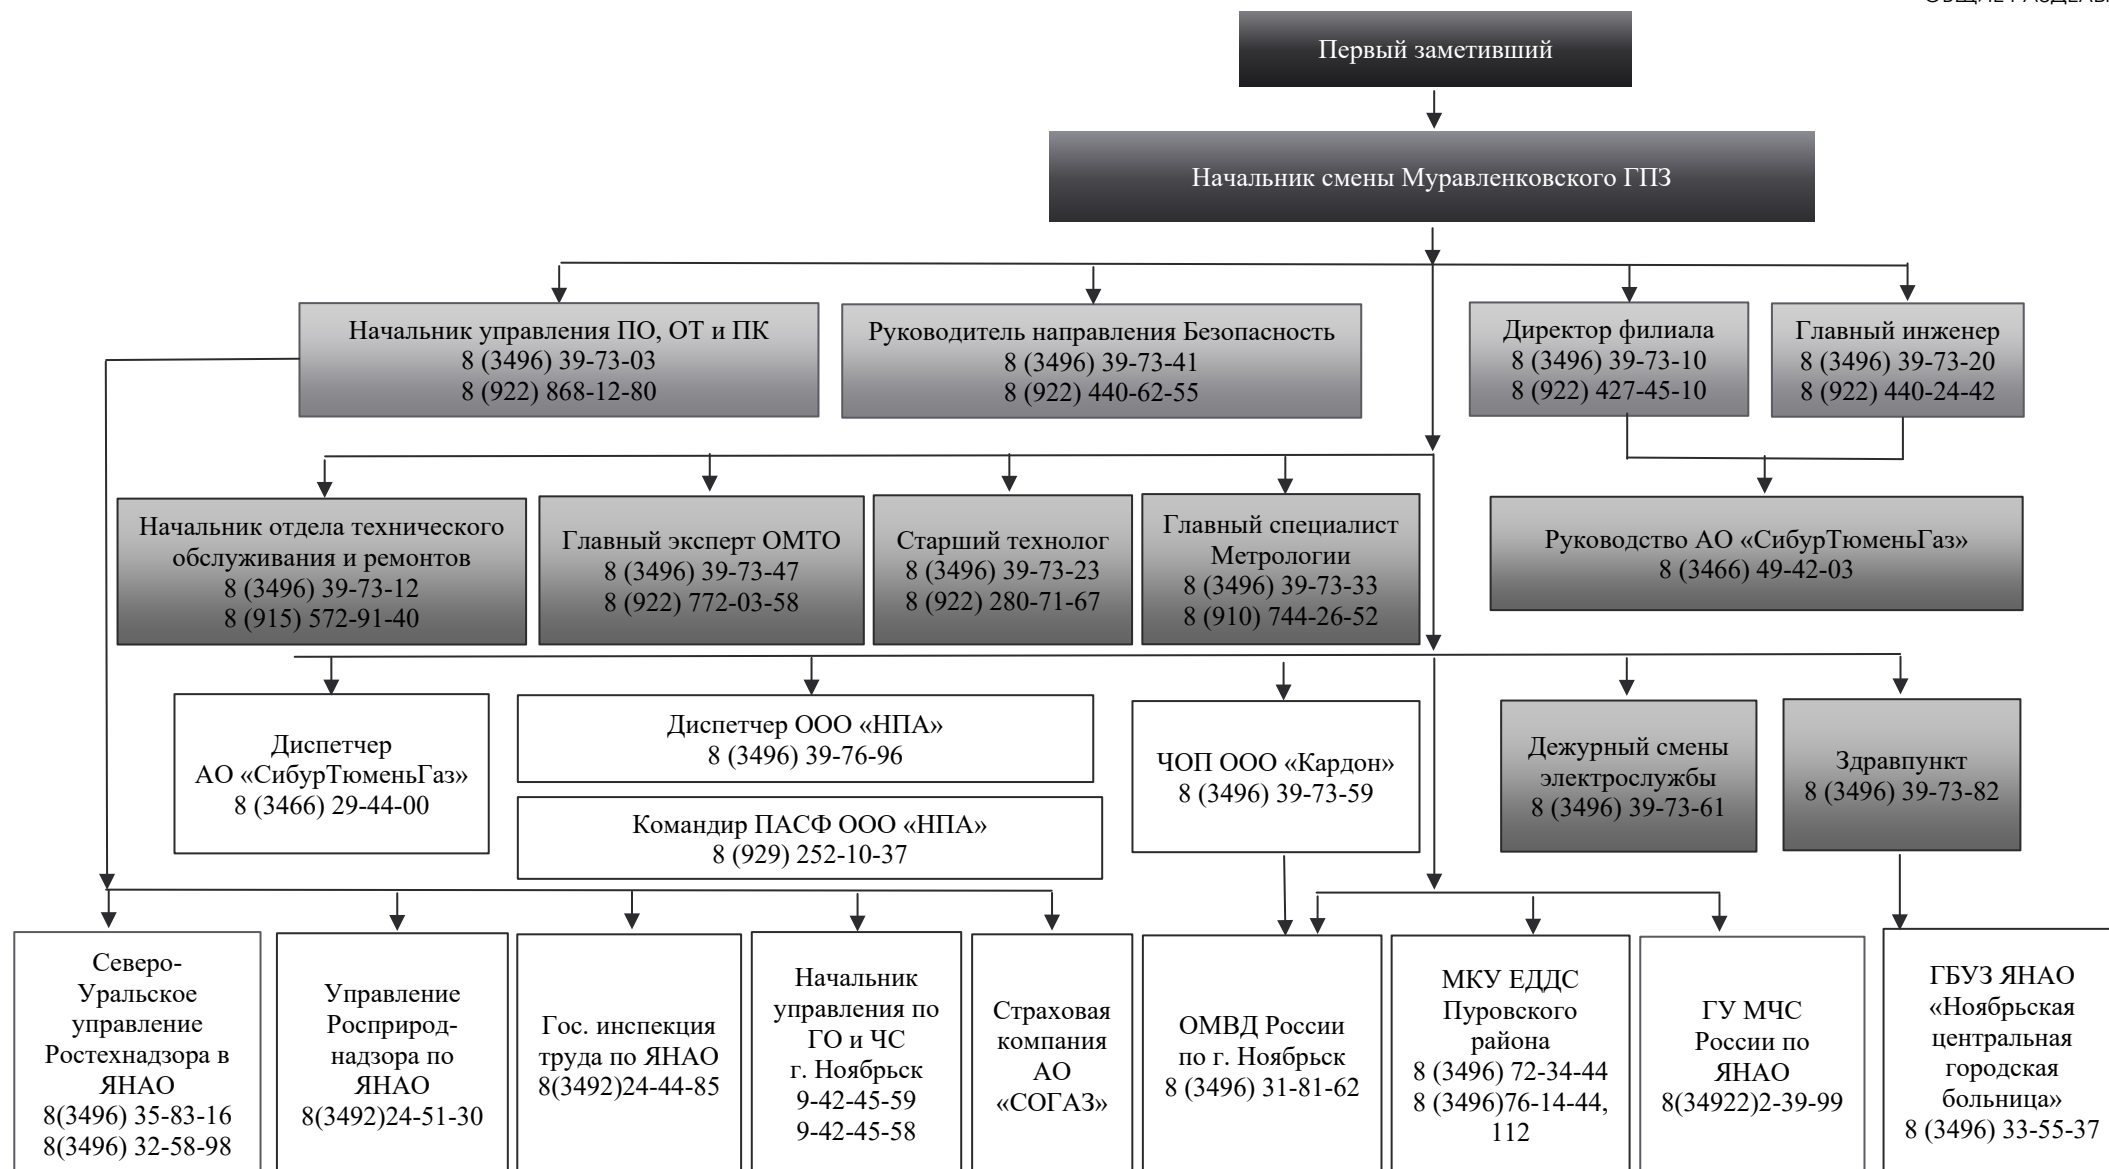 Первый заметивший
Начальник смены Муравленковского ГПЗ
Начальник управления ПО, ОТ и ПК
8 (3496) 39-73-03
8 (922) 868-12-80
Руководитель направления Безопасность
8 (3496) 39-73-41
8 (922) 440-62-55
Директор филиала
8 (3496) 39-73-10
8 (922) 427-45-10
Главный инженер
8 (3496) 39-73-20
8 (922) 440-24-42
Начальник отдела технического
обслуживания и ремонтов
8 (3496) 39-73-12
8 (915) 572-91-40
Главный эксперт ОМТО
8 (3496) 39-73-47
8 (922) 772-03-58
Старший технолог
8 (3496) 39-73-23
8 (922) 280-71-67
Главный специалист
Метрологии
8 (3496) 39-73-33
8 (910) 744-26-52
Руководство АО «СибурТюменьГаз»
8 (3466) 49-42-03
Диспетчер
АО «СибурТюменьГаз»
8 (3466) 29-44-00
Диспетчер ООО «НПА»
8 (3496) 39-76-96
Командир ПАСФ ООО «НПА»
8 (929) 252-10-37
ЧОП ООО «Кардон»
8 (3496) 39-73-59
Дежурный смены
электрослужбы
8 (3496) 39-73-61
Здравпункт
8 (3496) 39-73-82
Северо-
Уральское
управление
Ростехнадзора в
ЯНАО
8(3496) 35-83-16
8(3496) 32-58-98
Управление
Росприрод-
надзора по
ЯНАО
8(3492)24-51-30
Гос. инспекция
труда по ЯНАО
8(3492)24-44-85
Начальник
управления по
ГО и ЧС
г. Ноябрьск
9-42-45-59
9-42-45-58
Страховая
компания
АО
«СОГАЗ»
ОМВД России
по г. Ноябрьск
8 (3496) 31-81-62
МКУ ЕДДС
Пуровского
района
8 (3496) 72-34-44
8 (3496)76-14-44,
112
ГУ МЧС
России по
ЯНАО
8(34922)2-39-99
ГБУЗ ЯНАО
«Ноябрьская
центральная
городская
больница»
8 (3496) 33-55-37